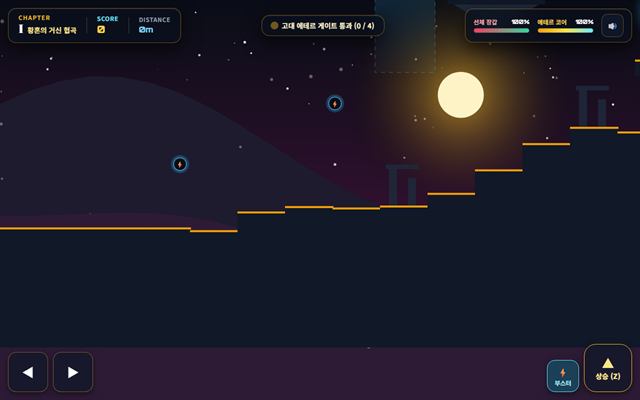 CHAPTER
I 황혼의 거신 협곡
SCORE
0
DISTANCE
0m
고대 에테르 게이트 통과 (0 / 4)
선체 장갑 100%
에테르 코어 100%
부스터
상승 (Z)